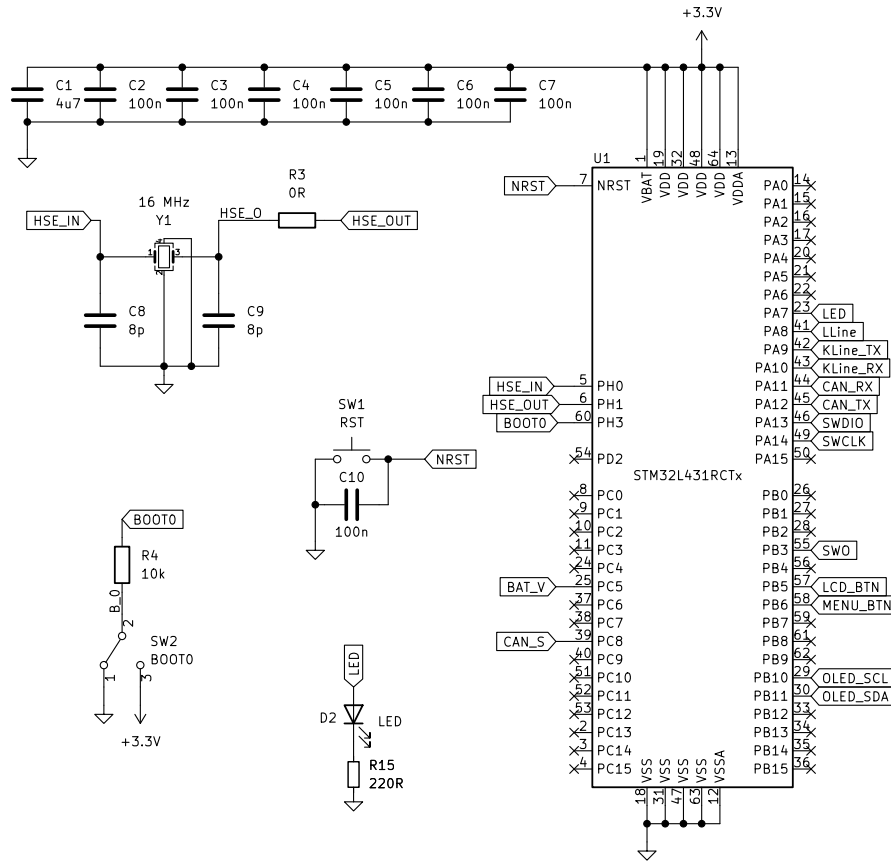 +3.3V
C1 C2 C3 C4 C5 C6 C7
4u7 100n 100n 100n 100n 100n 100n
U1
1 19 32 48 64 13
VBAT VDD VDD VDD VDD VDDA
NRST 7 NRST
PA0 14
PA1 15
PA2 16
PA3 17
PA4 20
PA5 21
PA6 22
PA7 23 LED
PA8 41 LLine
PA9 42 KLine_TX
PA10 43 KLine_RX
PA11 44 CAN_RX
PA12 45 CAN_TX
PA13 46 SWDIO
PA14 49 SWCLK
PA15 50
HSE_IN 5 PH0
HSE_OUT 6 PH1
BOOT0 60 PH3
54 PD2
STM32L431RCTx
8 PC0
9 PC1
10 PC2
11 PC3
24 PC4
BAT_V 25 PC5
37 PC6
38 PC7
CAN_S 39 PC8
40 PC9
51 PC10
52 PC11
53 PC12
2 PC13
3 PC14
4 PC15
PB0 26
PB1 27
PB2 28
PB3 55 SWO
PB4 56
PB5 57 LCD_BTN
PB6 58 MENU_BTN
PB7 59
PB8 61
PB9 62
PB10 29 OLED_SCL
PB11 30 OLED_SDA
PB12 33
PB13 34
PB14 35
PB15 36
VSS VSS VSS VSS VSSA
18 31 47 63 12
R3
0R
16 MHz
Y1
HSE_IN
HSE_O
HSE_OUT
1 3
4
2
C8
8p
C9
8p
SW1
RST
NRST
C10
100n
BOOT0
R4
10k
B_0
2
SW2
BOOT0
1 3
+3.3V
LED
D2 LED
R15
220R